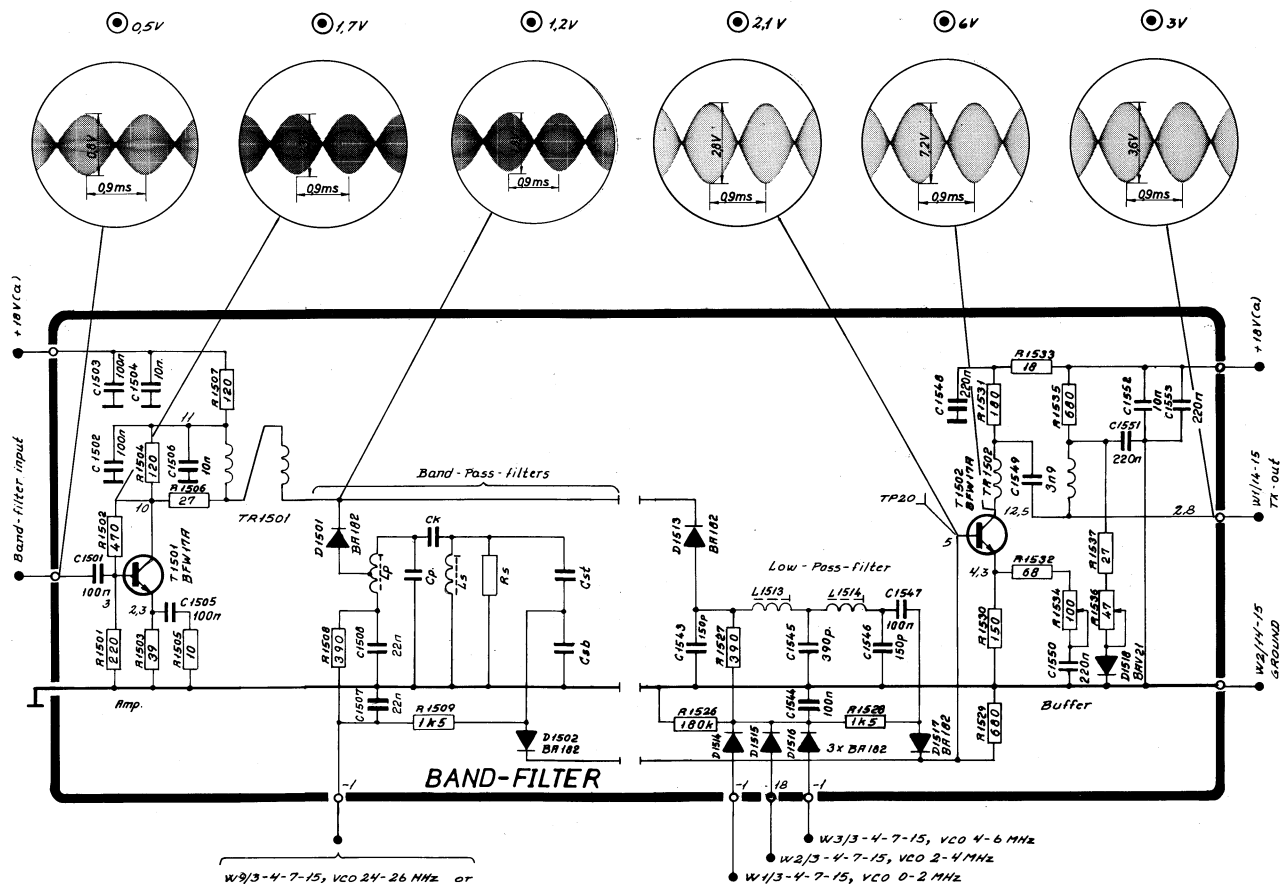 0,5V
1,7V
1,2V
2,1V
6V
3V
0,8V
2,8V
7,2V
3,6V
0,9ms
0,9ms
0,9ms
0,9ms
0,9ms
0,9ms
+18V(a)
+18V(a)
C1503
100n
C1504
10n.
R1507
120
11
C1502
100n
R1504
120
C1506
10n
R1506
27
10
TR1501
Band-filter input
R1502
470
C1501
100n
3
T1501
BFW17A
2,3
C1505
100n
R1501
220
R1503
39
R1505
10
Amp.
Band-Pass-filters
D1501
BA182
Lp
Cp.
Ck
Ls
Rs
Cst
Csb
R1508
390
C1508
22n
C1507
22n
R1509
1k5
D1502
BA182
BAND-FILTER
-1
W9/3-4-7-15, VCO 24-26 MHz or
D1513
BA182
Low-Pass-filter
L1513
L1514
C1547
100n
C1543
150p
R1527
390
C1545
390p.
C1546
150p
C1544
100n
R1526
180k
R1528
1k5
D1514
D1515
D1516
3x BA182
D1517
BA182
-1
18
-1
W3/3-4-7-15, VCO 4-6 MHz
W2/3-4-7-15, VCO 2-4 MHz
W1/3-4-7-15, VCO 0-2 MHz
TP20
5
T1502
BFW17A
TR1502
12,5
4,3
C1548
220n
R1531
180
R1533
18
R1535
680
C1549
3n9
C1552
10n
C1553
220n
C1551
220n
2,8
W1/14-15
TX-out
R1532
68
R1537
27
R1534
100
R1536
47
R1530
150
C1550
220n
D1518
BAV21
R1529
680
Buffer
W2/14-15
GROUND